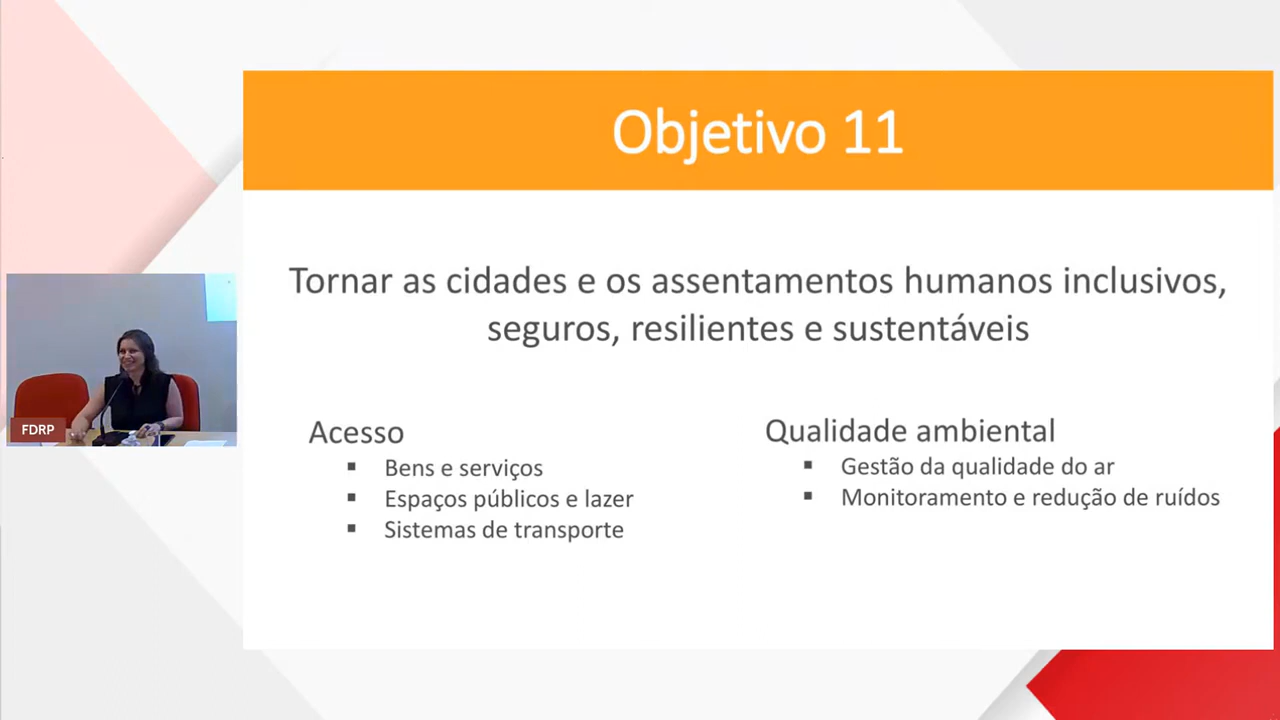 Objetivo 11
Tornar as cidades e os assentamentos humanos inclusivos,
seguros, resilientes e sustentáveis
Acesso
▪ Bens e serviços
▪ Espaços públicos e lazer
▪ Sistemas de transporte
Qualidade ambiental
▪ Gestão da qualidade do ar
▪ Monitoramento e redução de ruídos
FDRP